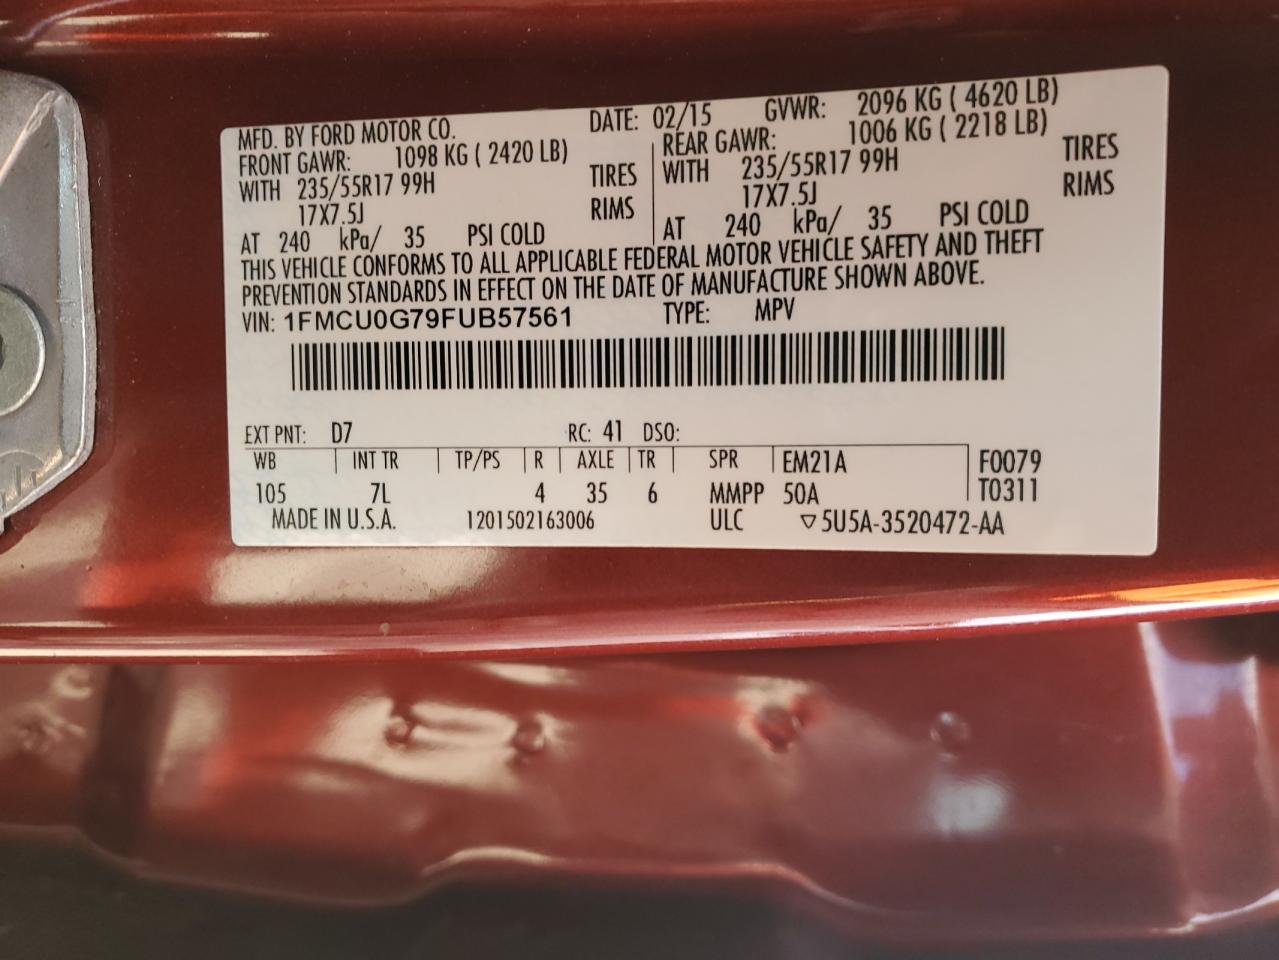 MFD. BY FORD MOTOR CO. DATE: 02/15 GVWR: 2096 KG ( 4620 LB)
FRONT GAWR: 1098 KG ( 2420 LB) REAR GAWR: 1006 KG ( 2218 LB)
WITH 235/55R17 99H TIRES WITH 235/55R17 99H TIRES
17X7.5J RIMS 17X7.5J RIMS
AT 240 kPa/ 35 PSI COLD AT 240 kPa/ 35 PSI COLD
THIS VEHICLE CONFORMS TO ALL APPLICABLE FEDERAL MOTOR VEHICLE SAFETY AND THEFT
PREVENTION STANDARDS IN EFFECT ON THE DATE OF MANUFACTURE SHOWN ABOVE.
VIN: 1FMCU0G79FUB57561 TYPE: MPV
EXT PNT: D7 RC: 41 DSO:
WB INT TR TP/PS R AXLE TR SPR EM21A F0079
105 7L 4 35 6 MMPP 50A T0311
MADE IN U.S.A. 1201502163006 ULC ▽5U5A-3520472-AA